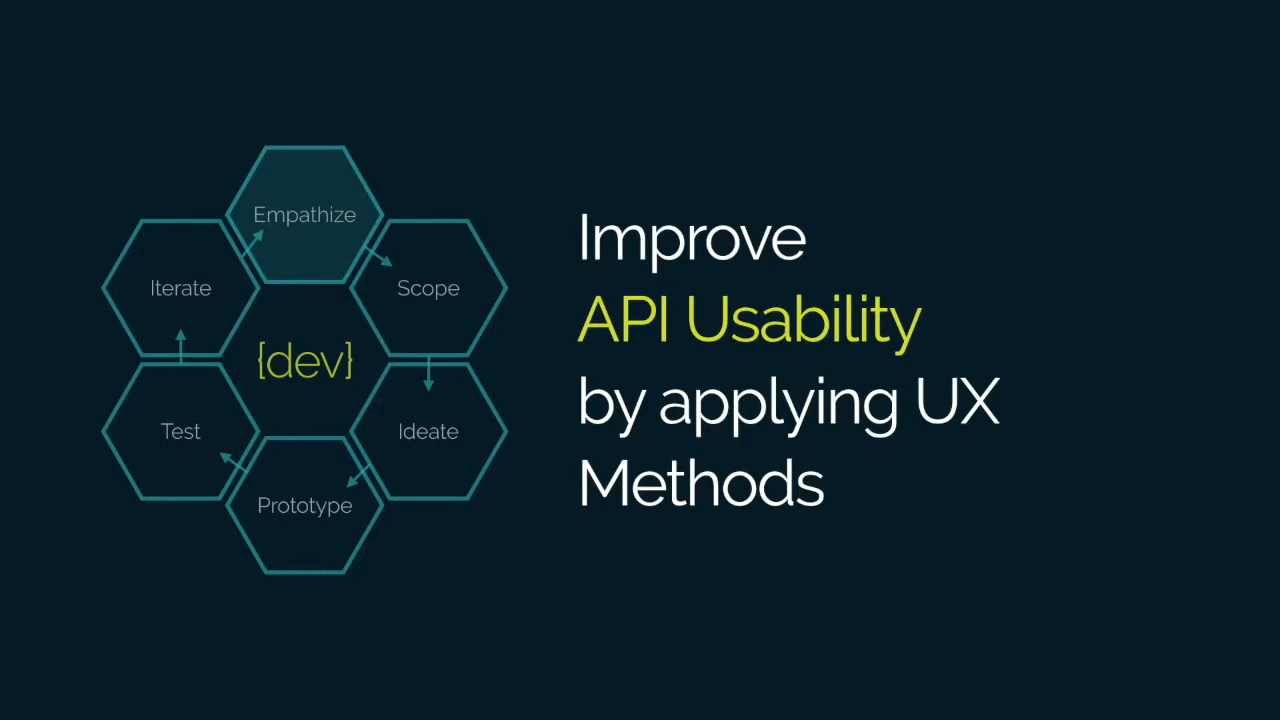 Empathize
Iterate
Scope
{dev}
Test
Ideate
Prototype
Improve
API Usability
by applying UX
Methods